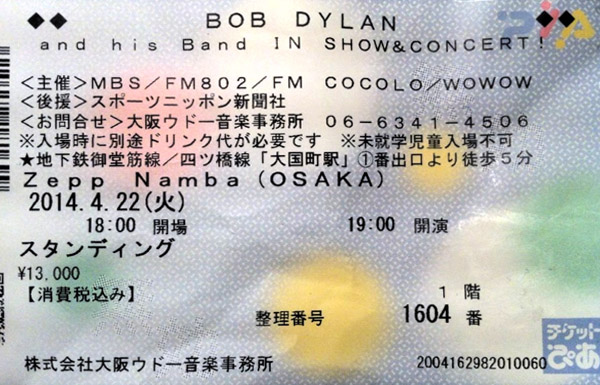 ◆◆ BOB DYLAN ◆◆
and his Band IN SHOW&CONCERT!
＜主催＞MBS／FM802／FM COCOLO／WOWOW
＜後援＞スポーツニッポン新聞社
＜お問合せ＞大阪ウドー音楽事務所 06-6341-4506
※入場時に別途ドリンク代が必要です ※未就学児童入場不可
★地下鉄御堂筋線／四ツ橋線「大国町駅」①番出口より徒歩５分
Zepp Namba(OSAKA)
2014.4.22(火)
18:00 開場 19:00 開演
スタンディング
¥13,000
【消費税込み】 １階
整理番号 1604 番
チケット
ぴあ
株式会社大阪ウドー音楽事務所 2004162982010060